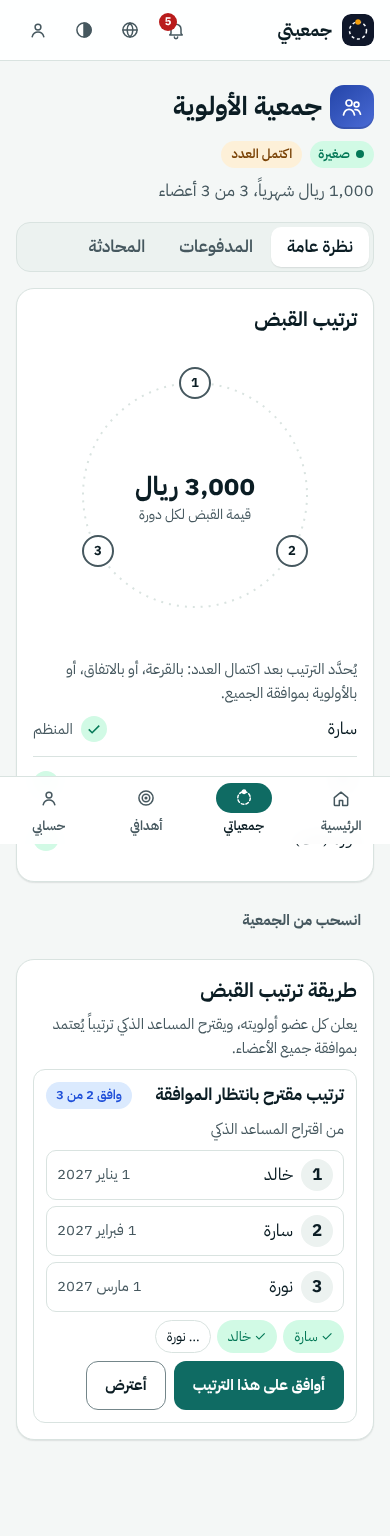 جمعيتي
5
جمعية الأولوية
صغيرة
اكتمل العدد
1,000 ريال شهرياً، 3 من 3 أعضاء
نظرة عامة
المدفوعات
المحادثة
ترتيب القبض
1
3,000 ريال
قيمة القبض لكل دورة
2
3
يُحدَّد الترتيب بعد اكتمال العدد: بالقرعة، أو بالاتفاق، أو
بالأولوية بموافقة الجميع.
سارة
المنظم
الرئيسية
جمعياتي
أهدافي
حسابي
انسحب من الجمعية
طريقة ترتيب القبض
يعلن كل عضو أولويته، ويقترح المساعد الذكي ترتيباً يُعتمد
بموافقة جميع الأعضاء.
ترتيب مقترح بانتظار الموافقة
وافق 2 من 3
من اقتراح المساعد الذكي
1 خالد 1 يناير 2027
2 سارة 1 فبراير 2027
3 نورة 1 مارس 2027
✓ سارة
✓ خالد
… نورة
أوافق على هذا الترتيب
أعترض